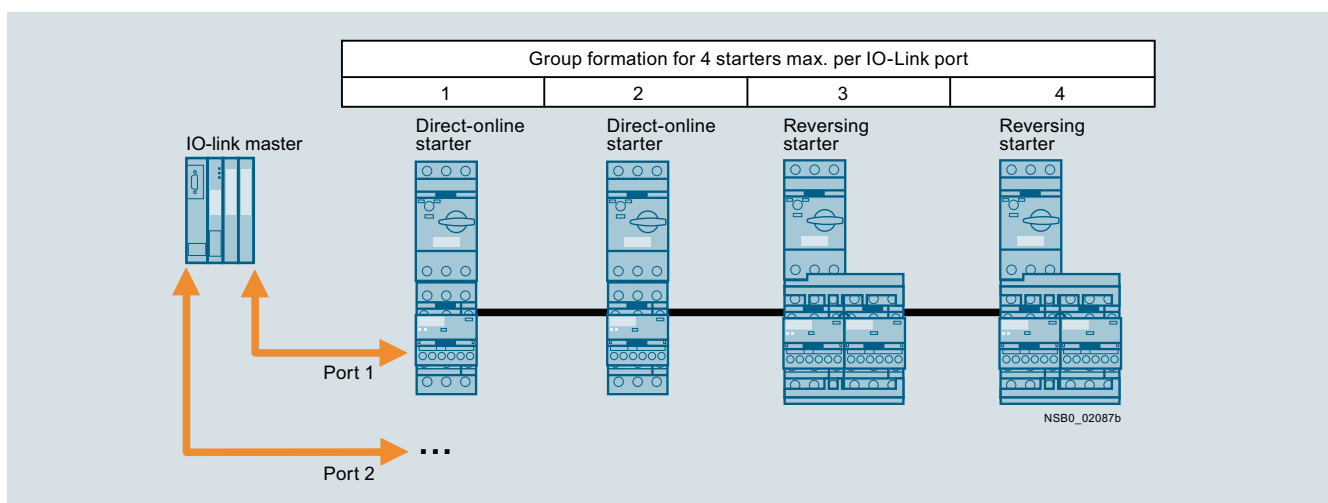 Group formation for 4 starters max. per IO-Link port
1 2 3 4
Direct-online
starter
Direct-online
starter
Reversing
starter
Reversing
starter
IO-link master
Port 1
NSB0_02087b
...
Port 2